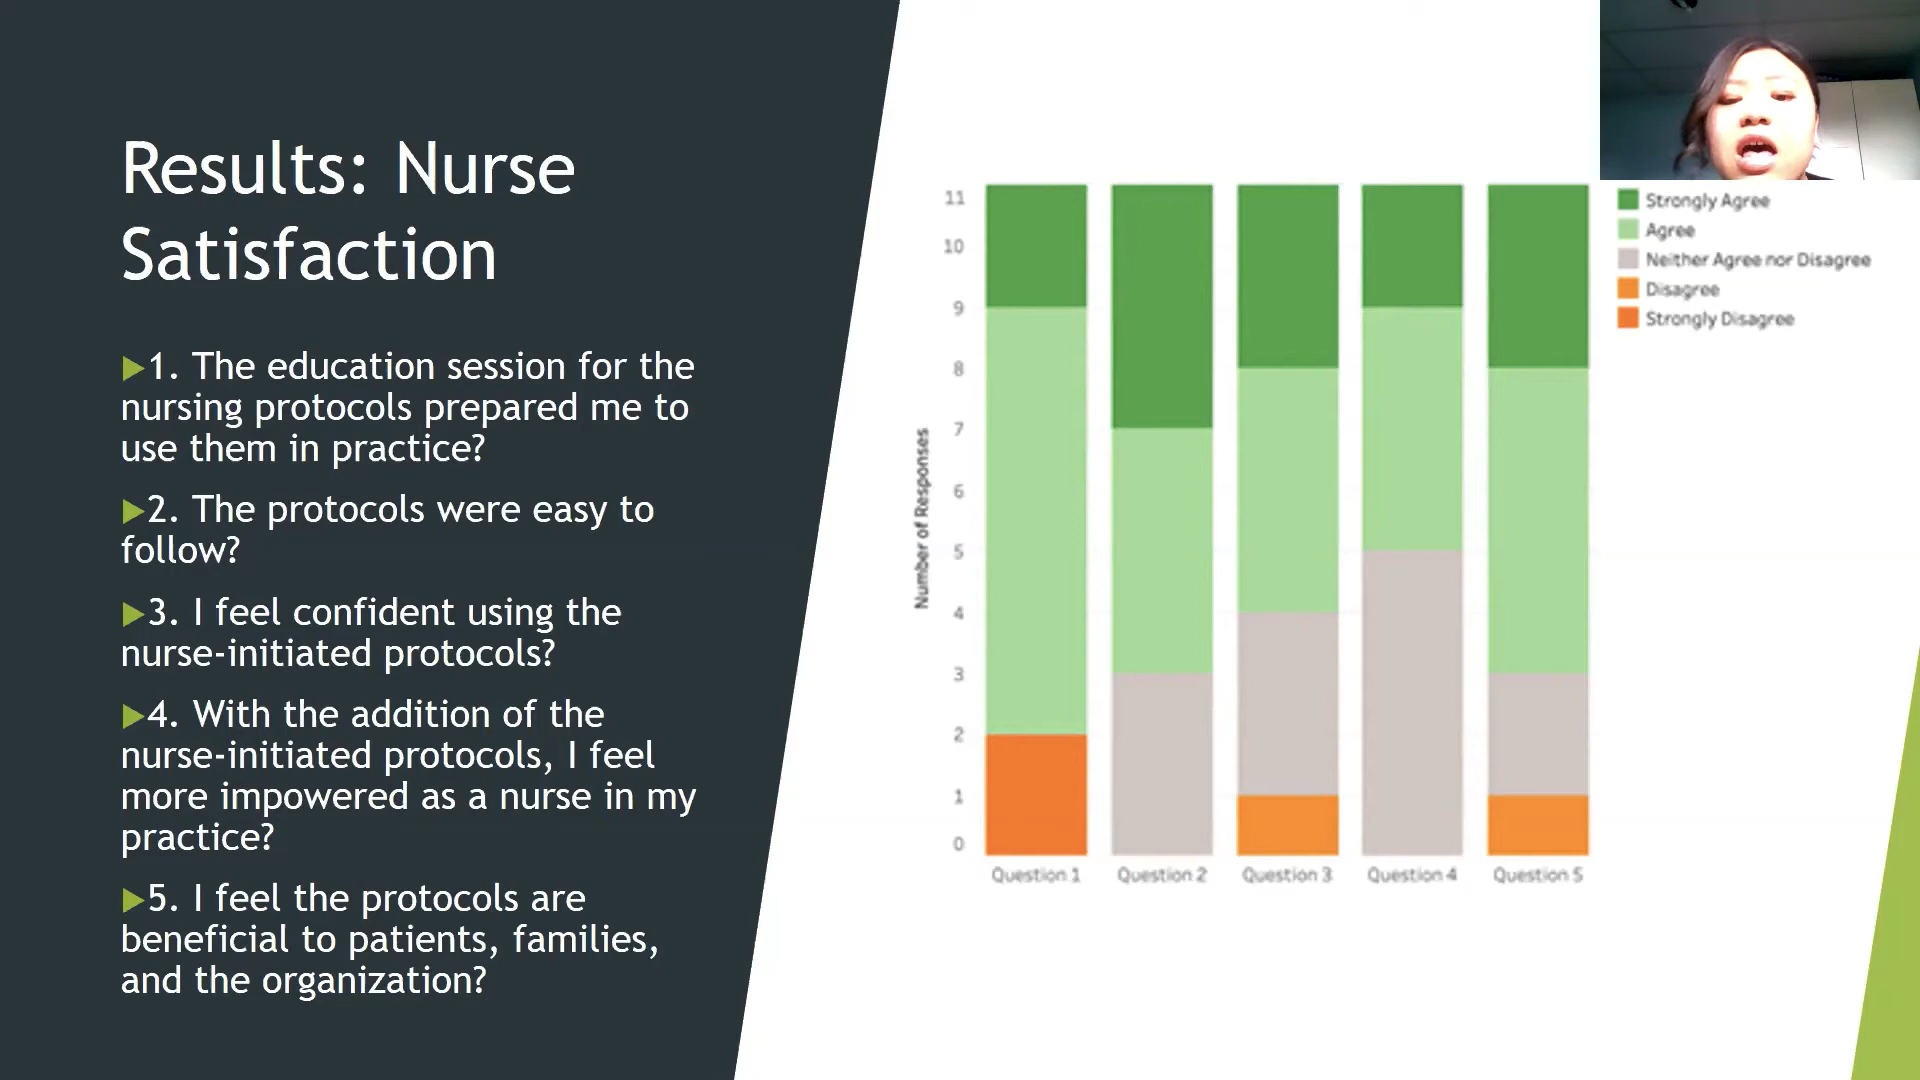 Results: Nurse
Satisfaction
1. The education session for the
nursing protocols prepared me to
use them in practice?
2. The protocols were easy to
follow?
3. I feel confident using the
nurse-initiated protocols?
4. With the addition of the
nurse-initiated protocols, I feel
more impowered as a nurse in my
practice?
5. I feel the protocols are
beneficial to patients, families,
and the organization?
Number of Responses
11
10
9
8
7
6
5
4
3
2
1
0
Question 1
Question 2
Question 3
Question 4
Question 5
Strongly Agree
Agree
Neither Agree nor Disagree
Disagree
Strongly Disagree